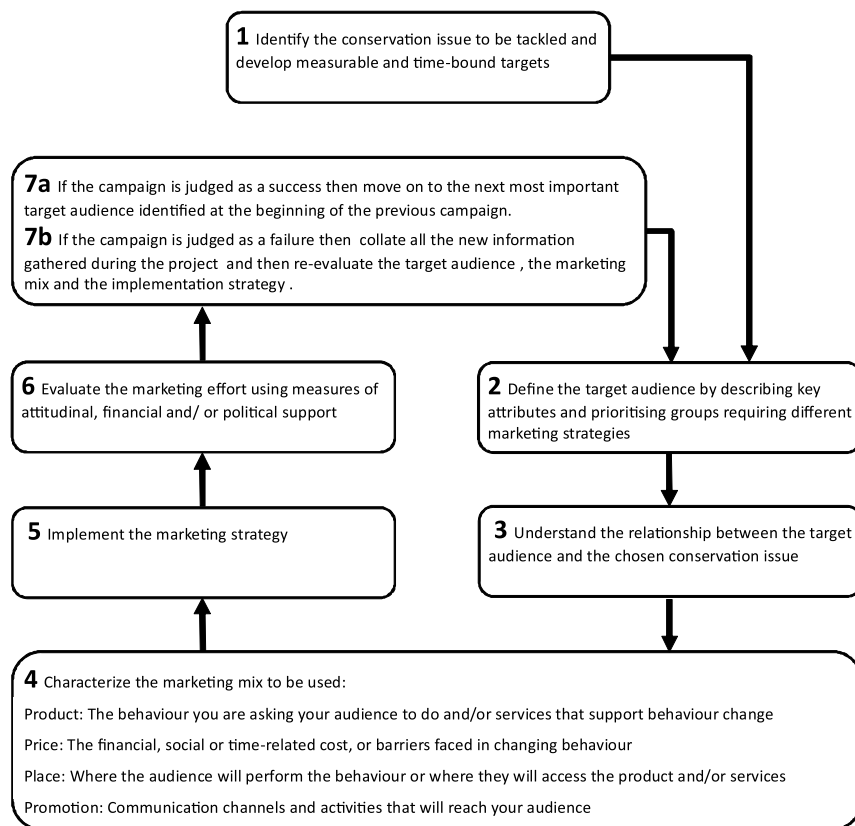 1 Identify the conservation issue to be tackled and
develop measurable and time-bound targets
7a If the campaign is judged as a success then move on to the next most important
target audience identified at the beginning of the previous campaign.
7b If the campaign is judged as a failure then collate all the new information
gathered during the project and then re-evaluate the target audience , the marketing
mix and the implementation strategy .
6 Evaluate the marketing effort using measures of
attitudinal, financial and/ or political support
2 Define the target audience by describing key
attributes and prioritising groups requiring different
marketing strategies
5 Implement the marketing strategy
3 Understand the relationship between the target
audience and the chosen conservation issue
4 Characterize the marketing mix to be used:
Product: The behaviour you are asking your audience to do and/or services that support behaviour change
Price: The financial, social or time-related cost, or barriers faced in changing behaviour
Place: Where the audience will perform the behaviour or where they will access the product and/or services
Promotion: Communication channels and activities that will reach your audience